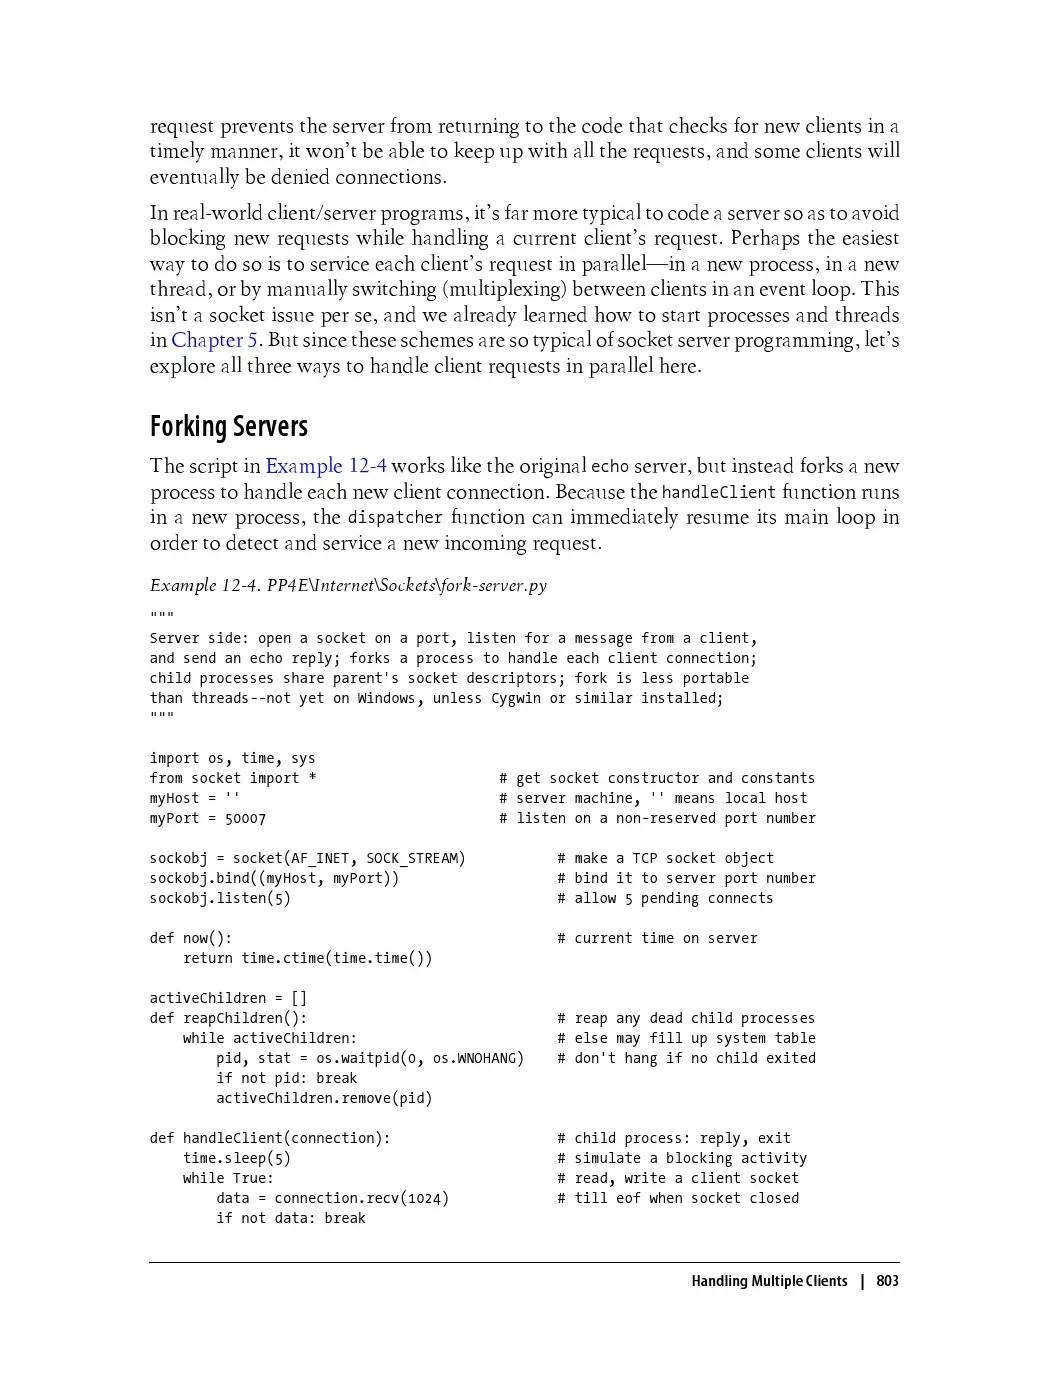 request prevents the server from returning to the code that checks for new clients in a
timely manner, it won’t be able to keep up with all the requests, and some clients will
eventually be denied connections.
In real-world client/server programs, it’s far more typical to code a server so as to avoid
blocking new requests while handling a current client’s request. Perhaps the easiest
way to do so is to service each client’s request in parallel—in a new process, in a new
thread, or by manually switching (multiplexing) between clients in an event loop. This
isn’t a socket issue per se, and we already learned how to start processes and threads
in Chapter 5. But since these schemes are so typical of socket server programming, let’s
explore all three ways to handle client requests in parallel here.
Forking Servers
The script in Example 12-4 works like the original echo server, but instead forks a new
process to handle each new client connection. Because the handleClient function runs
in a new process, the dispatcher function can immediately resume its main loop in
order to detect and service a new incoming request.
Example 12-4. PP4E\Internet\Sockets\fork-server.py
"""
Server side: open a socket on a port, listen for a message from a client,
and send an echo reply; forks a process to handle each client connection;
child processes share parent's socket descriptors; fork is less portable
than threads--not yet on Windows, unless Cygwin or similar installed;
"""
import os, time, sys
from socket import * # get socket constructor and constants
myHost = '' # server machine, '' means local host
myPort = 50007 # listen on a non-reserved port number
sockobj = socket(AF_INET, SOCK_STREAM) # make a TCP socket object
sockobj.bind((myHost, myPort)) # bind it to server port number
sockobj.listen(5) # allow 5 pending connects
def now(): # current time on server
    return time.ctime(time.time())
activeChildren = []
def reapChildren(): # reap any dead child processes
    while activeChildren: # else may fill up system table
        pid, stat = os.waitpid(0, os.WNOHANG) # don't hang if no child exited
        if not pid: break
        activeChildren.remove(pid)
def handleClient(connection): # child process: reply, exit
    time.sleep(5) # simulate a blocking activity
    while True: # read, write a client socket
        data = connection.recv(1024) # till eof when socket closed
        if not data: break
Handling Multiple Clients | 803